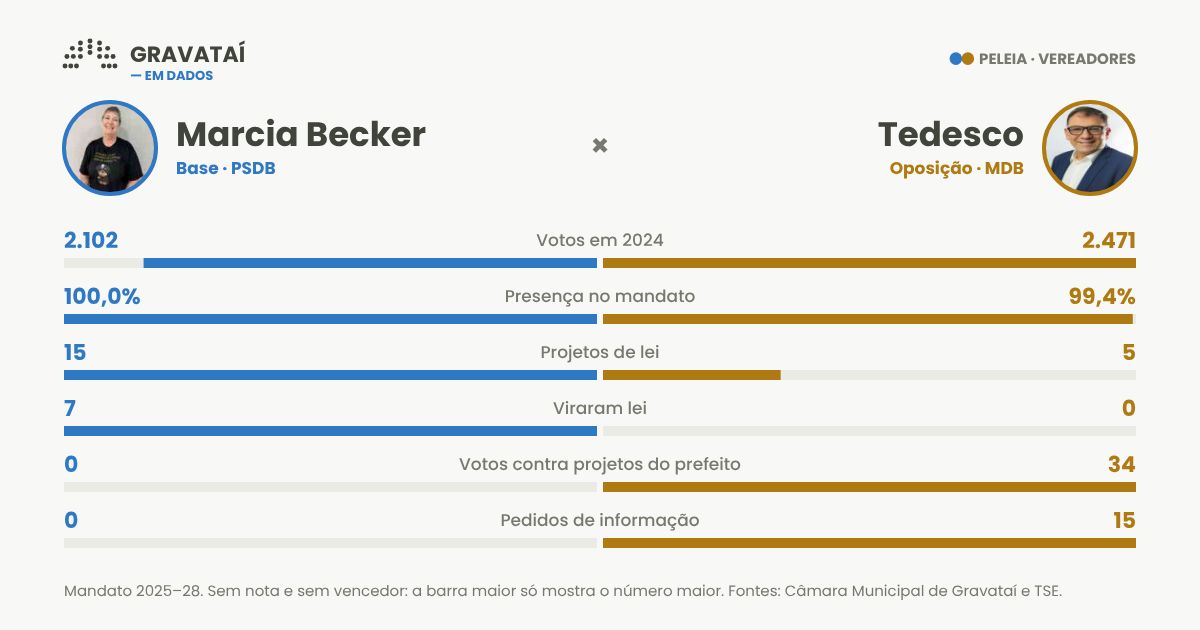 GRAVATAÍ
— EM DADOS
PELEIA · VEREADORES
Marcia Becker
Base · PSDB
×
Tedesco
Oposição · MDB
2.102 Votos em 2024 2.471
100,0% Presença no mandato 99,4%
15 Projetos de lei 5
7 Viraram lei 0
0 Votos contra projetos do prefeito 34
0 Pedidos de informação 15
Mandato 2025–28. Sem nota e sem vencedor: a barra maior só mostra o número maior. Fontes: Câmara Municipal de Gravataí e TSE.